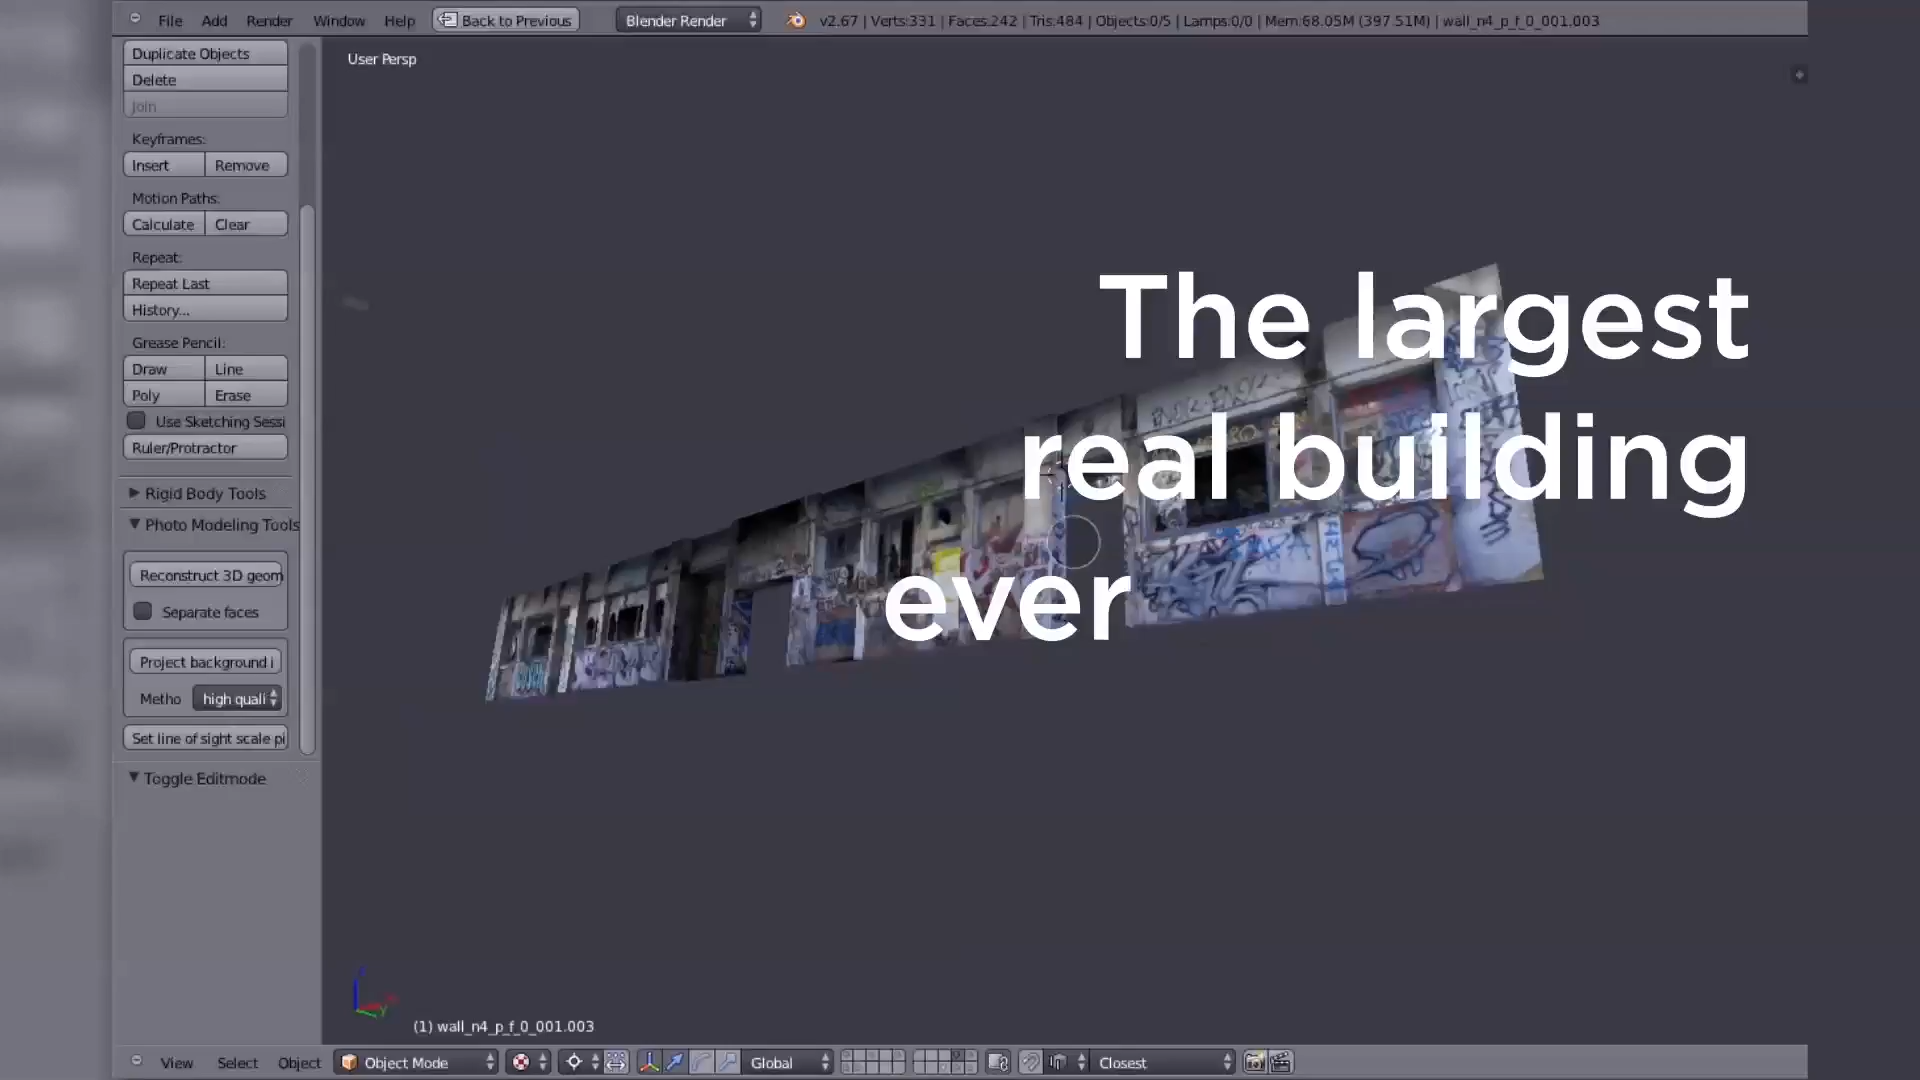 File Add Render Window Help Back to Previous Blender Render v2.67 | Verts:331 | Faces:242 | Tris:484 | Objects:0/5 | Lamps:0/0 | Mem:68.05M (397.51M) | wall_n4_p_f_0_001.003
Duplicate Objects
User Persp
Delete
Join
Keyframes:
Insert Remove
Motion Paths:
Calculate Clear
Repeat:
Repeat Last
History...
Grease Pencil:
Draw Line
Poly Erase
Use Sketching Sessi
Ruler/Protractor
Rigid Body Tools
Photo Modeling Tools
Reconstruct 3D geom
Separate faces
Project background i
Metho high quali
Set line of sight scale pi
Toggle Editmode
The largest
real building
ever
(1) wall_n4_p_f_0_001.003
View Select Object Object Mode Global Closest